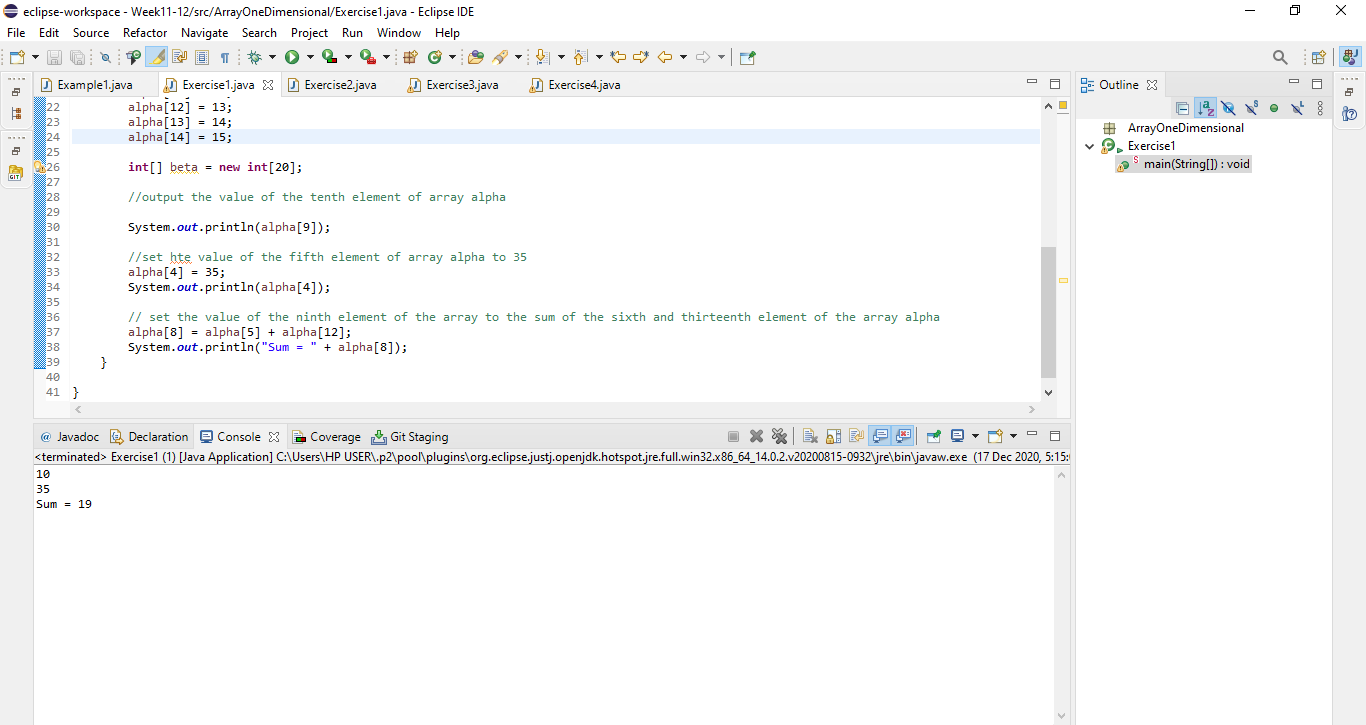 eclipse-workspace - Week11-12/src/ArrayOneDimensional/Exercise1.java - Eclipse IDE
File Edit Source Refactor Navigate Search Project Run Window Help
Example1.java Exercise1.java Exercise2.java Exercise3.java Exercise4.java
22 alpha[12] = 13;
23 alpha[13] = 14;
24 alpha[14] = 15;
25
26 int[] beta = new int[20];
27
28 //output the value of the tenth element of array alpha
29
30 System.out.println(alpha[9]);
31
32 //set hte value of the fifth element of array alpha to 35
33 alpha[4] = 35;
34 System.out.println(alpha[4]);
35
36 // set the value of the ninth element of the array to the sum of the sixth and thirteenth element of the array alpha
37 alpha[8] = alpha[5] + alpha[12];
38 System.out.println("Sum = " + alpha[8]);
39 }
40
41 }
Outline
ArrayOneDimensional
Exercise1
main(String[]) : void
@ Javadoc Declaration Console Coverage Git Staging
<terminated> Exercise1 (1) [Java Application] C:\Users\HP USER\.p2\pool\plugins\org.eclipse.justj.openjdk.hotspot.jre.full.win32.x86_64_14.0.2.v20200815-0932\jre\bin\javaw.exe (17 Dec 2020, 5:15:
10
35
Sum = 19